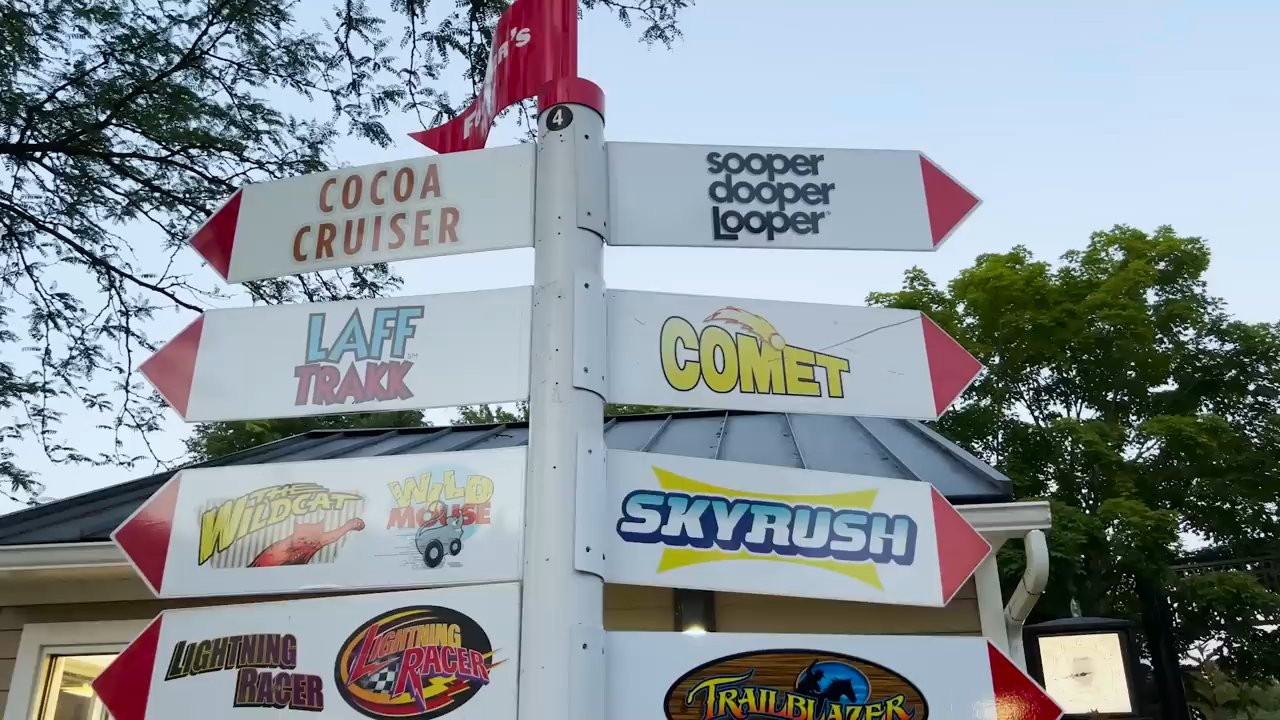 4
COCOA
CRUISER
sooper
dooper
Looper
LAFF
TRAKK
SM
COMET
THE
WILDCAT
WILD
MOUSE
SKYRUSH
LIGHTNING
RACER
LIGHTNING
RACER
TRAILBLAZER